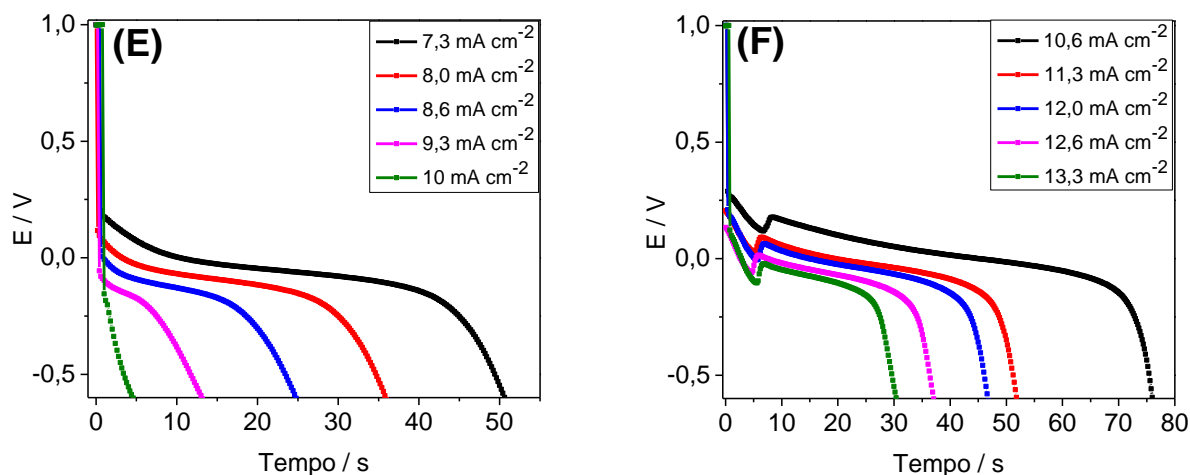 (E)
7,3 mA cm-2
8,0 mA cm-2
8,6 mA cm-2
9,3 mA cm-2
10 mA cm-2
1,0
0,5
0,0
-0,5
E / V
0 10 20 30 40 50
Tempo / s
(F)
10,6 mA cm-2
11,3 mA cm-2
12,0 mA cm-2
12,6 mA cm-2
13,3 mA cm-2
1,0
0,5
0,0
-0,5
E / V
0 10 20 30 40 50 60 70 80
Tempo / s